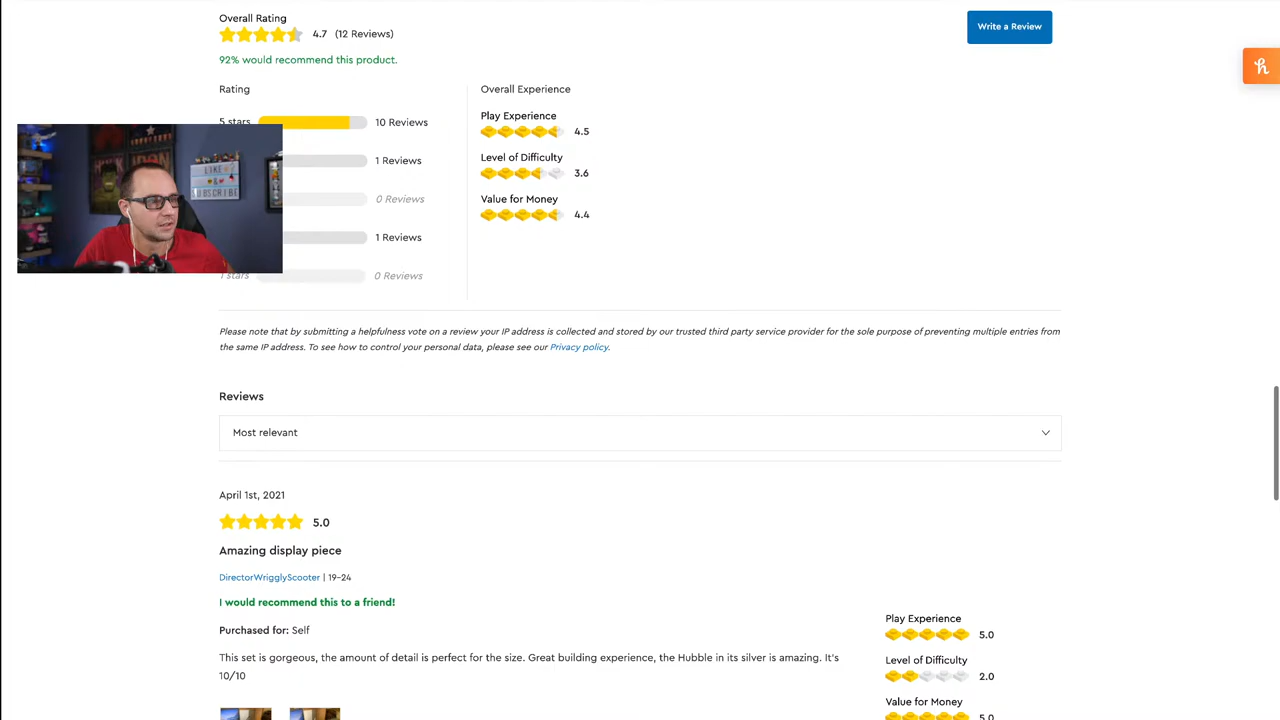 Overall Rating
4.7 (12 Reviews)
Write a Review
92% would recommend this product.
Rating
5 stars 10 Reviews
1 Reviews
0 Reviews
1 Reviews
1 stars 0 Reviews
Overall Experience
Play Experience
4.5
Level of Difficulty
3.6
Value for Money
4.4
LIKE
&
SUBSCRIBE
Please note that by submitting a helpfulness vote on a review your IP address is collected and stored by our trusted third party service provider for the sole purpose of preventing multiple entries from
the same IP address. To see how to control your personal data, please see our Privacy policy.
Reviews
Most relevant
April 1st, 2021
5.0
Amazing display piece
DirectorWrigglyScooter | 19-24
I would recommend this to a friend!
Purchased for: Self
This set is gorgeous, the amount of detail is perfect for the size. Great building experience, the Hubble in its silver is amazing. It's
10/10
Play Experience
5.0
Level of Difficulty
2.0
Value for Money
5.0